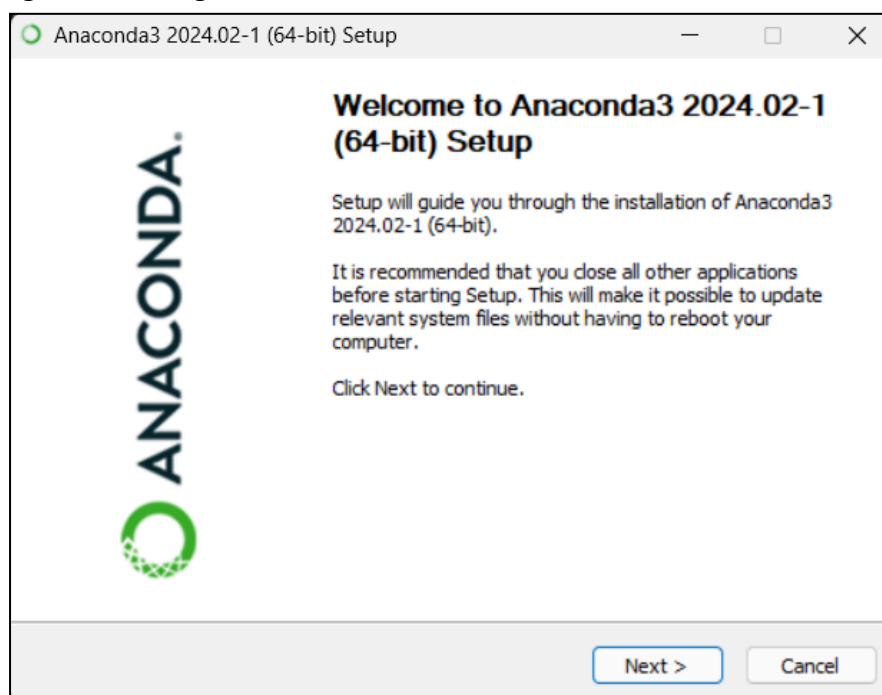 Anaconda3 2024.02-1 (64-bit) Setup
ANACONDA.
Welcome to Anaconda3 2024.02-1
(64-bit) Setup
Setup will guide you through the installation of Anaconda3
2024.02-1 (64-bit).
It is recommended that you close all other applications
before starting Setup. This will make it possible to update
relevant system files without having to reboot your
computer.
Click Next to continue.
Next >
Cancel